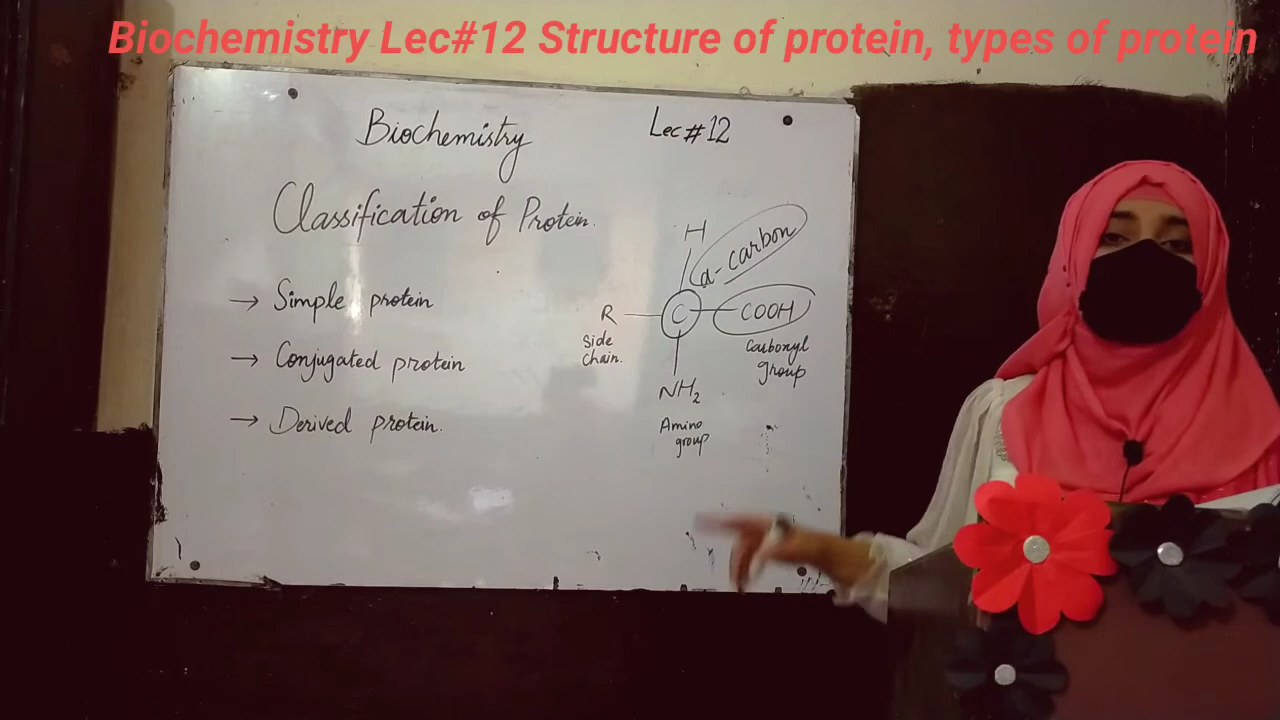 Biochemistry Lec#12 Structure of protein, types of protein
Biochemistry
Lec # 12
Classification of Protein.
→ Simple protein
→ Conjugated protein
→ Derived protein.
H
α-carbon
R
C
COOH
Side
chain.
Carbonyl
group
NH₂
Amino
group